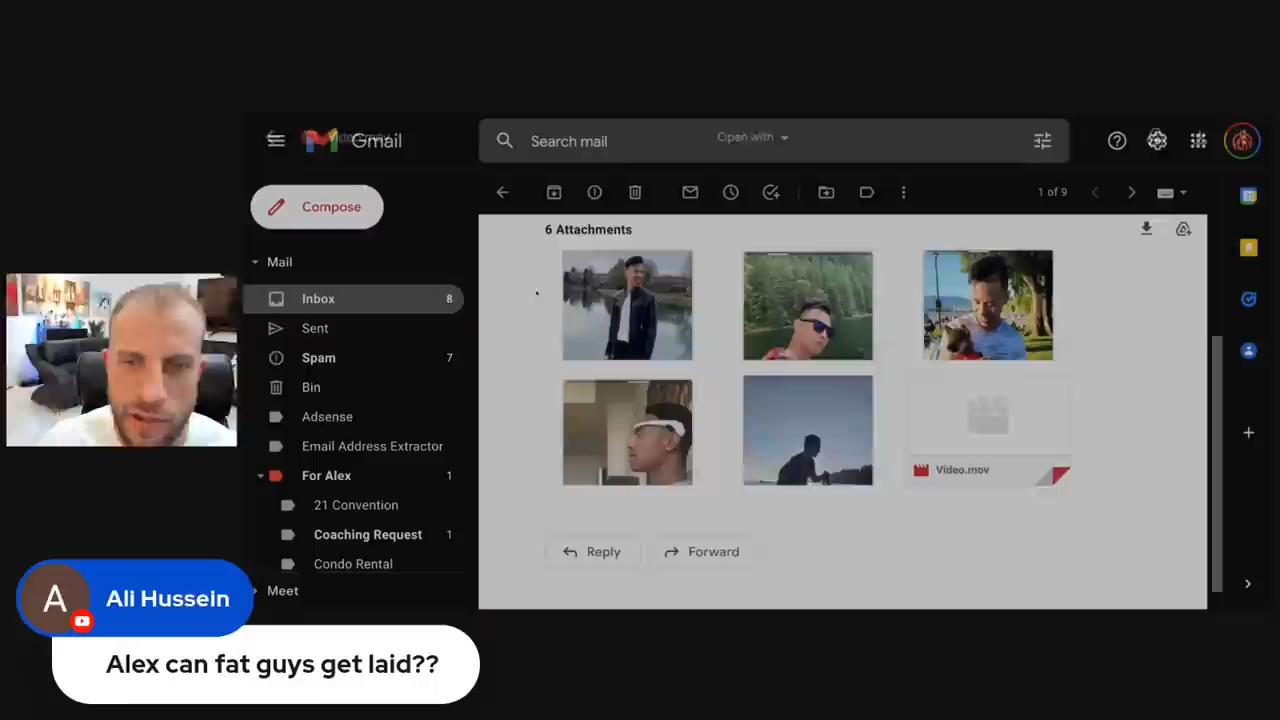 Gmail
Search mail
Open with
Compose
1 of 9
6 Attachments
Mail
Inbox 8
Sent
Spam 7
Bin
Adsense
Email Address Extractor
For Alex 1
21 Convention
Coaching Request 1
Condo Rental
Meet
Video.mov
Reply
Forward
A
Ali Hussein
Alex can fat guys get laid??